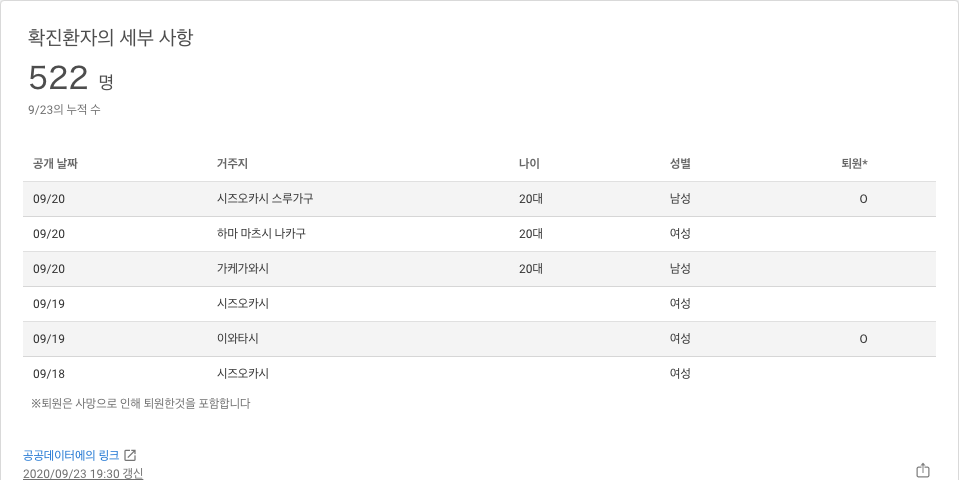 확진환자의 세부 사항
522 명
9/23의 누적 수
공개 날짜 거주지 나이 성별 퇴원*
09/20 시즈오카시 스루가구 20대 남성 O
09/20 하마 마츠시 나카구 20대 여성
09/20 가케가와시 20대 남성
09/19 시즈오카시 여성
09/19 이와타시 여성 O
09/18 시즈오카시 여성
※퇴원은 사망으로 인해 퇴원한것을 포함합니다
공공데이터에의 링크
2020/09/23 19:30 갱신